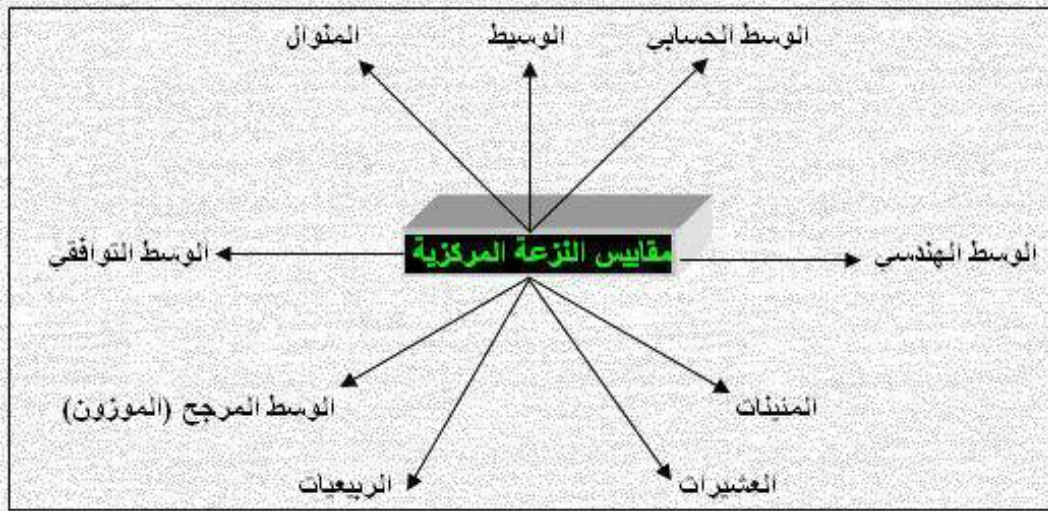 الوسط الحسابي
الوسيط
المنوال
مقاييس النزعة المركزية
الوسط الهندسي
الوسط التوافقي
المئينات
الوسط المرجح (الموزون)
العشيرات
الربيعيات